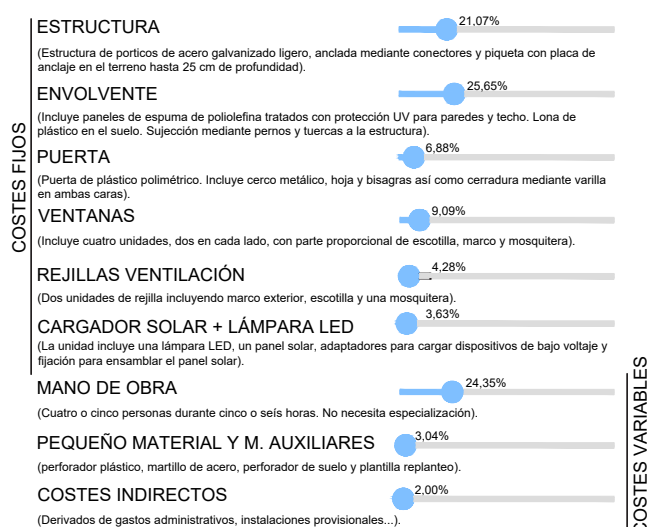 COSTES FIJOS
ESTRUCTURA
21,07%
(Estructura de porticos de acero galvanizado ligero, anclada mediante conectores y piqueta con placa de
anclaje en el terreno hasta 25 cm de profundidad).
ENVOLVENTE
25,65%
(Incluye paneles de espuma de poliolefina tratados con protección UV para paredes y techo. Lona de
plástico en el suelo. Sujección mediante pernos y tuercas a la estructura).
PUERTA
6,88%
(Puerta de plástico polimétrico. Incluye cerco metálico, hoja y bisagras así como cerradura mediante varilla
en ambas caras).
VENTANAS
9,09%
(Incluye cuatro unidades, dos en cada lado, con parte proporcional de escotilla, marco y mosquitera).
REJILLAS VENTILACIÓN
4,28%
(Dos unidades de rejilla incluyendo marco exterior, escotilla y una mosquitera).
CARGADOR SOLAR + LÁMPARA LED
3,63%
(La unidad incluye una lámpara LED, un panel solar, adaptadores para cargar dispositivos de bajo voltaje y
fijación para ensamblar el panel solar).
COSTES VARIABLES
MANO DE OBRA
24,35%
(Cuatro o cinco personas durante cinco o seís horas. No necesita especialización).
PEQUEÑO MATERIAL Y M. AUXILIARES
3,04%
(perforador plástico, martillo de acero, perforador de suelo y plantilla replanteo).
COSTES INDIRECTOS
2,00%
(Derivados de gastos administrativos, instalaciones provisionales...).